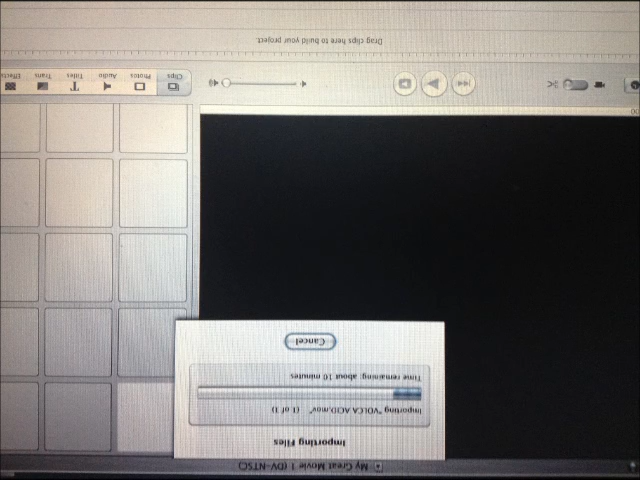 My Great Movie 1 (DV-NTSC)
Importing Files
Importing "VOLCA ACID.mov" (1 of 1)
Time remaining: about 10 minutes
Cancel
00
Clips
Photos
Audio
Titles
Trans
Effects
Drag clips here to build your project.